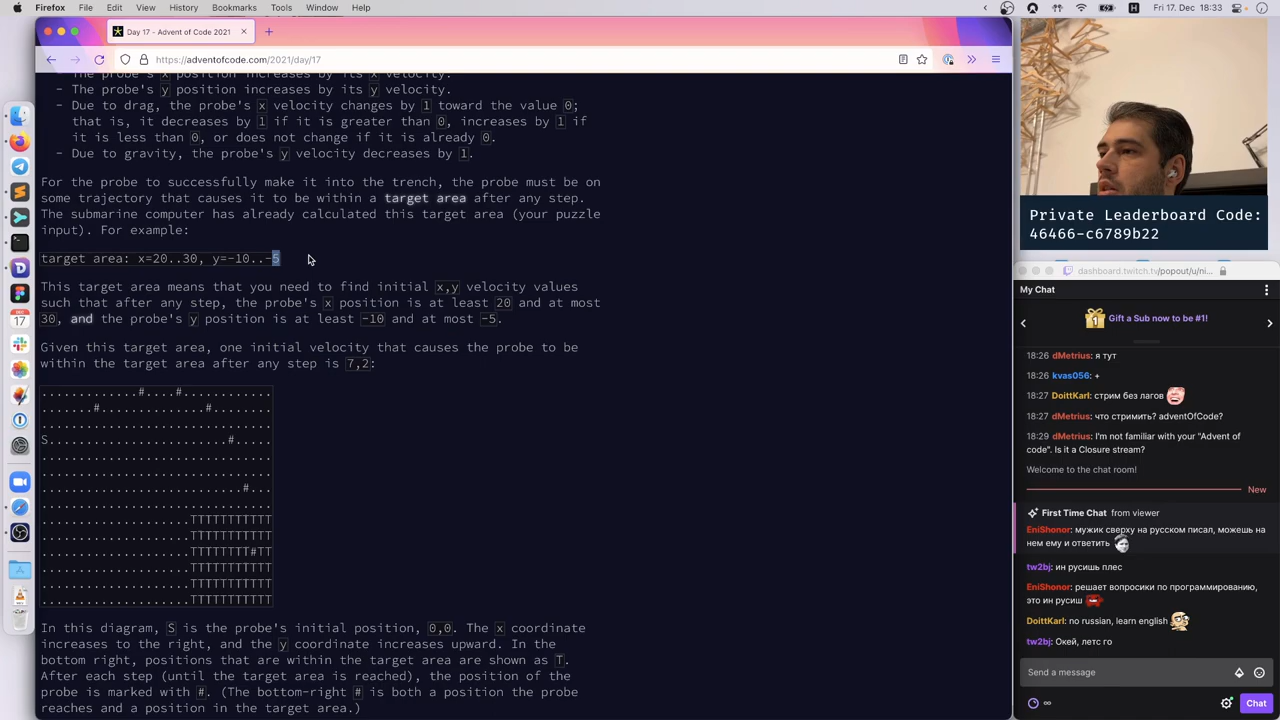 Firefox File Edit View History Bookmarks Tools Window Help
Fri 17. Dec 18:33
Day 17 - Advent of Code 2021
https://adventofcode.com/2021/day/17
The probe's x position increases by its x velocity.
- The probe's y position increases by its y velocity.
- Due to drag, the probe's x velocity changes by 1 toward the value 0;
that is, it decreases by 1 if it is greater than 0, increases by 1 if
it is less than 0, or does not change if it is already 0.
- Due to gravity, the probe's y velocity decreases by 1.
For the probe to successfully make it into the trench, the probe must be on
some trajectory that causes it to be within a target area after any step.
The submarine computer has already calculated this target area (your puzzle
input). For example:
target area: x=20..30, y=-10..-5
This target area means that you need to find initial x,y velocity values
such that after any step, the probe's x position is at least 20 and at most
30, and the probe's y position is at least -10 and at most -5.
Given this target area, one initial velocity that causes the probe to be
within the target area after any step is 7,2:
.............#....#............
.......#..............#........
...............................
S........................#.....
...............................
...............................
...........................#...
...............................
....................TTTTTTTTTTT
....................TTTTTTTTTTT
....................TTTTTTTT#TT
....................TTTTTTTTTTT
....................TTTTTTTTTTT
....................TTTTTTTTTTT
In this diagram, S is the probe's initial position, 0,0. The x coordinate
increases to the right, and the y coordinate increases upward. In the
bottom right, positions that are within the target area are shown as T.
After each step (until the target area is reached), the position of the
probe is marked with #. (The bottom-right # is both a position the probe
reaches and a position in the target area.)
DEC
17
Private Leaderboard Code:
46466-c6789b22
dashboard.twitch.tv/popout/u/ni...
My Chat
1
Gift a Sub now to be #1!
18:26 dMetrius: я тут
18:26 kvas056: +
18:27 DoittKarl: стрим без лагов
18:27 dMetrius: что стримить? adventOfCode?
18:29 dMetrius: I'm not familiar with your "Advent of
code". Is it a Closure stream?
Welcome to the chat room!
New
First Time Chat from viewer
EniShonor: мужик сверху на русском писал, можешь на
нем ему и ответить
tw2bj: ин русишь плес
EniShonor: решает вопросики по программированию,
это ин русиш
DoittKarl: no russian, learn english
tw2bj: Окей, летс го
Send a message
∞
Chat